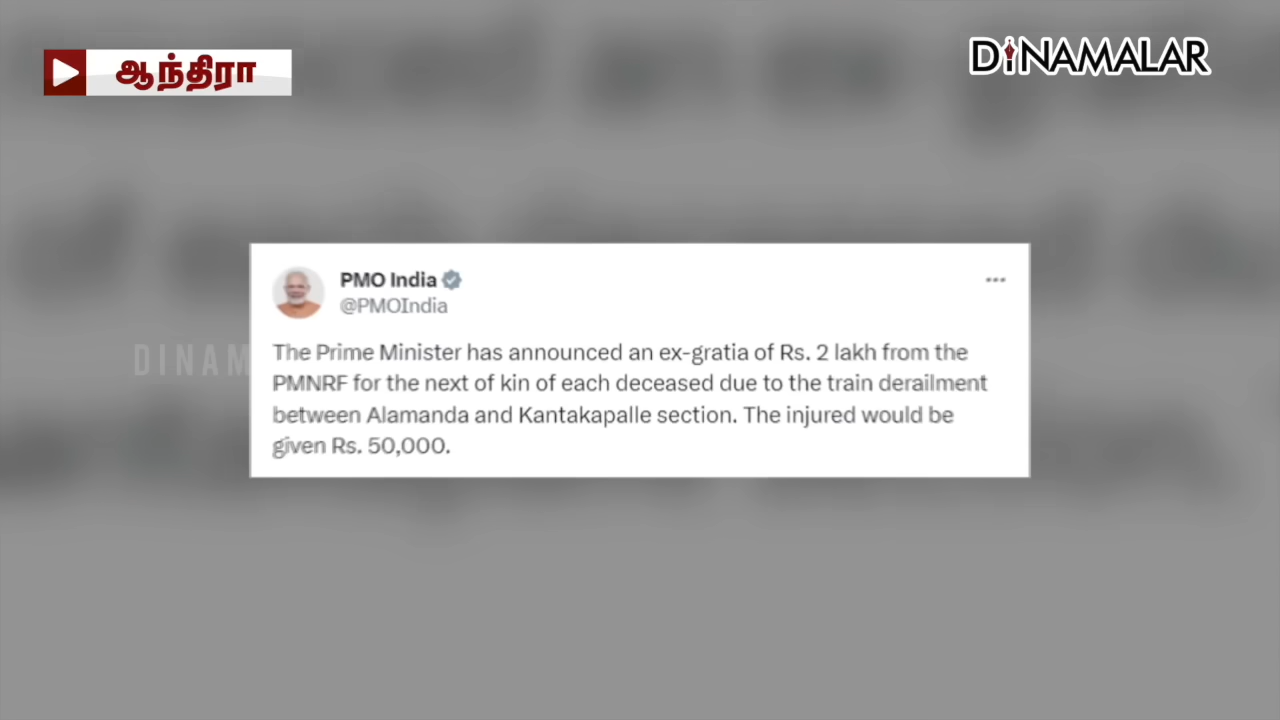 ஆந்திரா
DINAMALAR
PMO India
@PMOIndia
The Prime Minister has announced an ex-gratia of Rs. 2 lakh from the
PMNRF for the next of kin of each deceased due to the train derailment
between Alamanda and Kantakapalle section. The injured would be
given Rs. 50,000.
DINAM